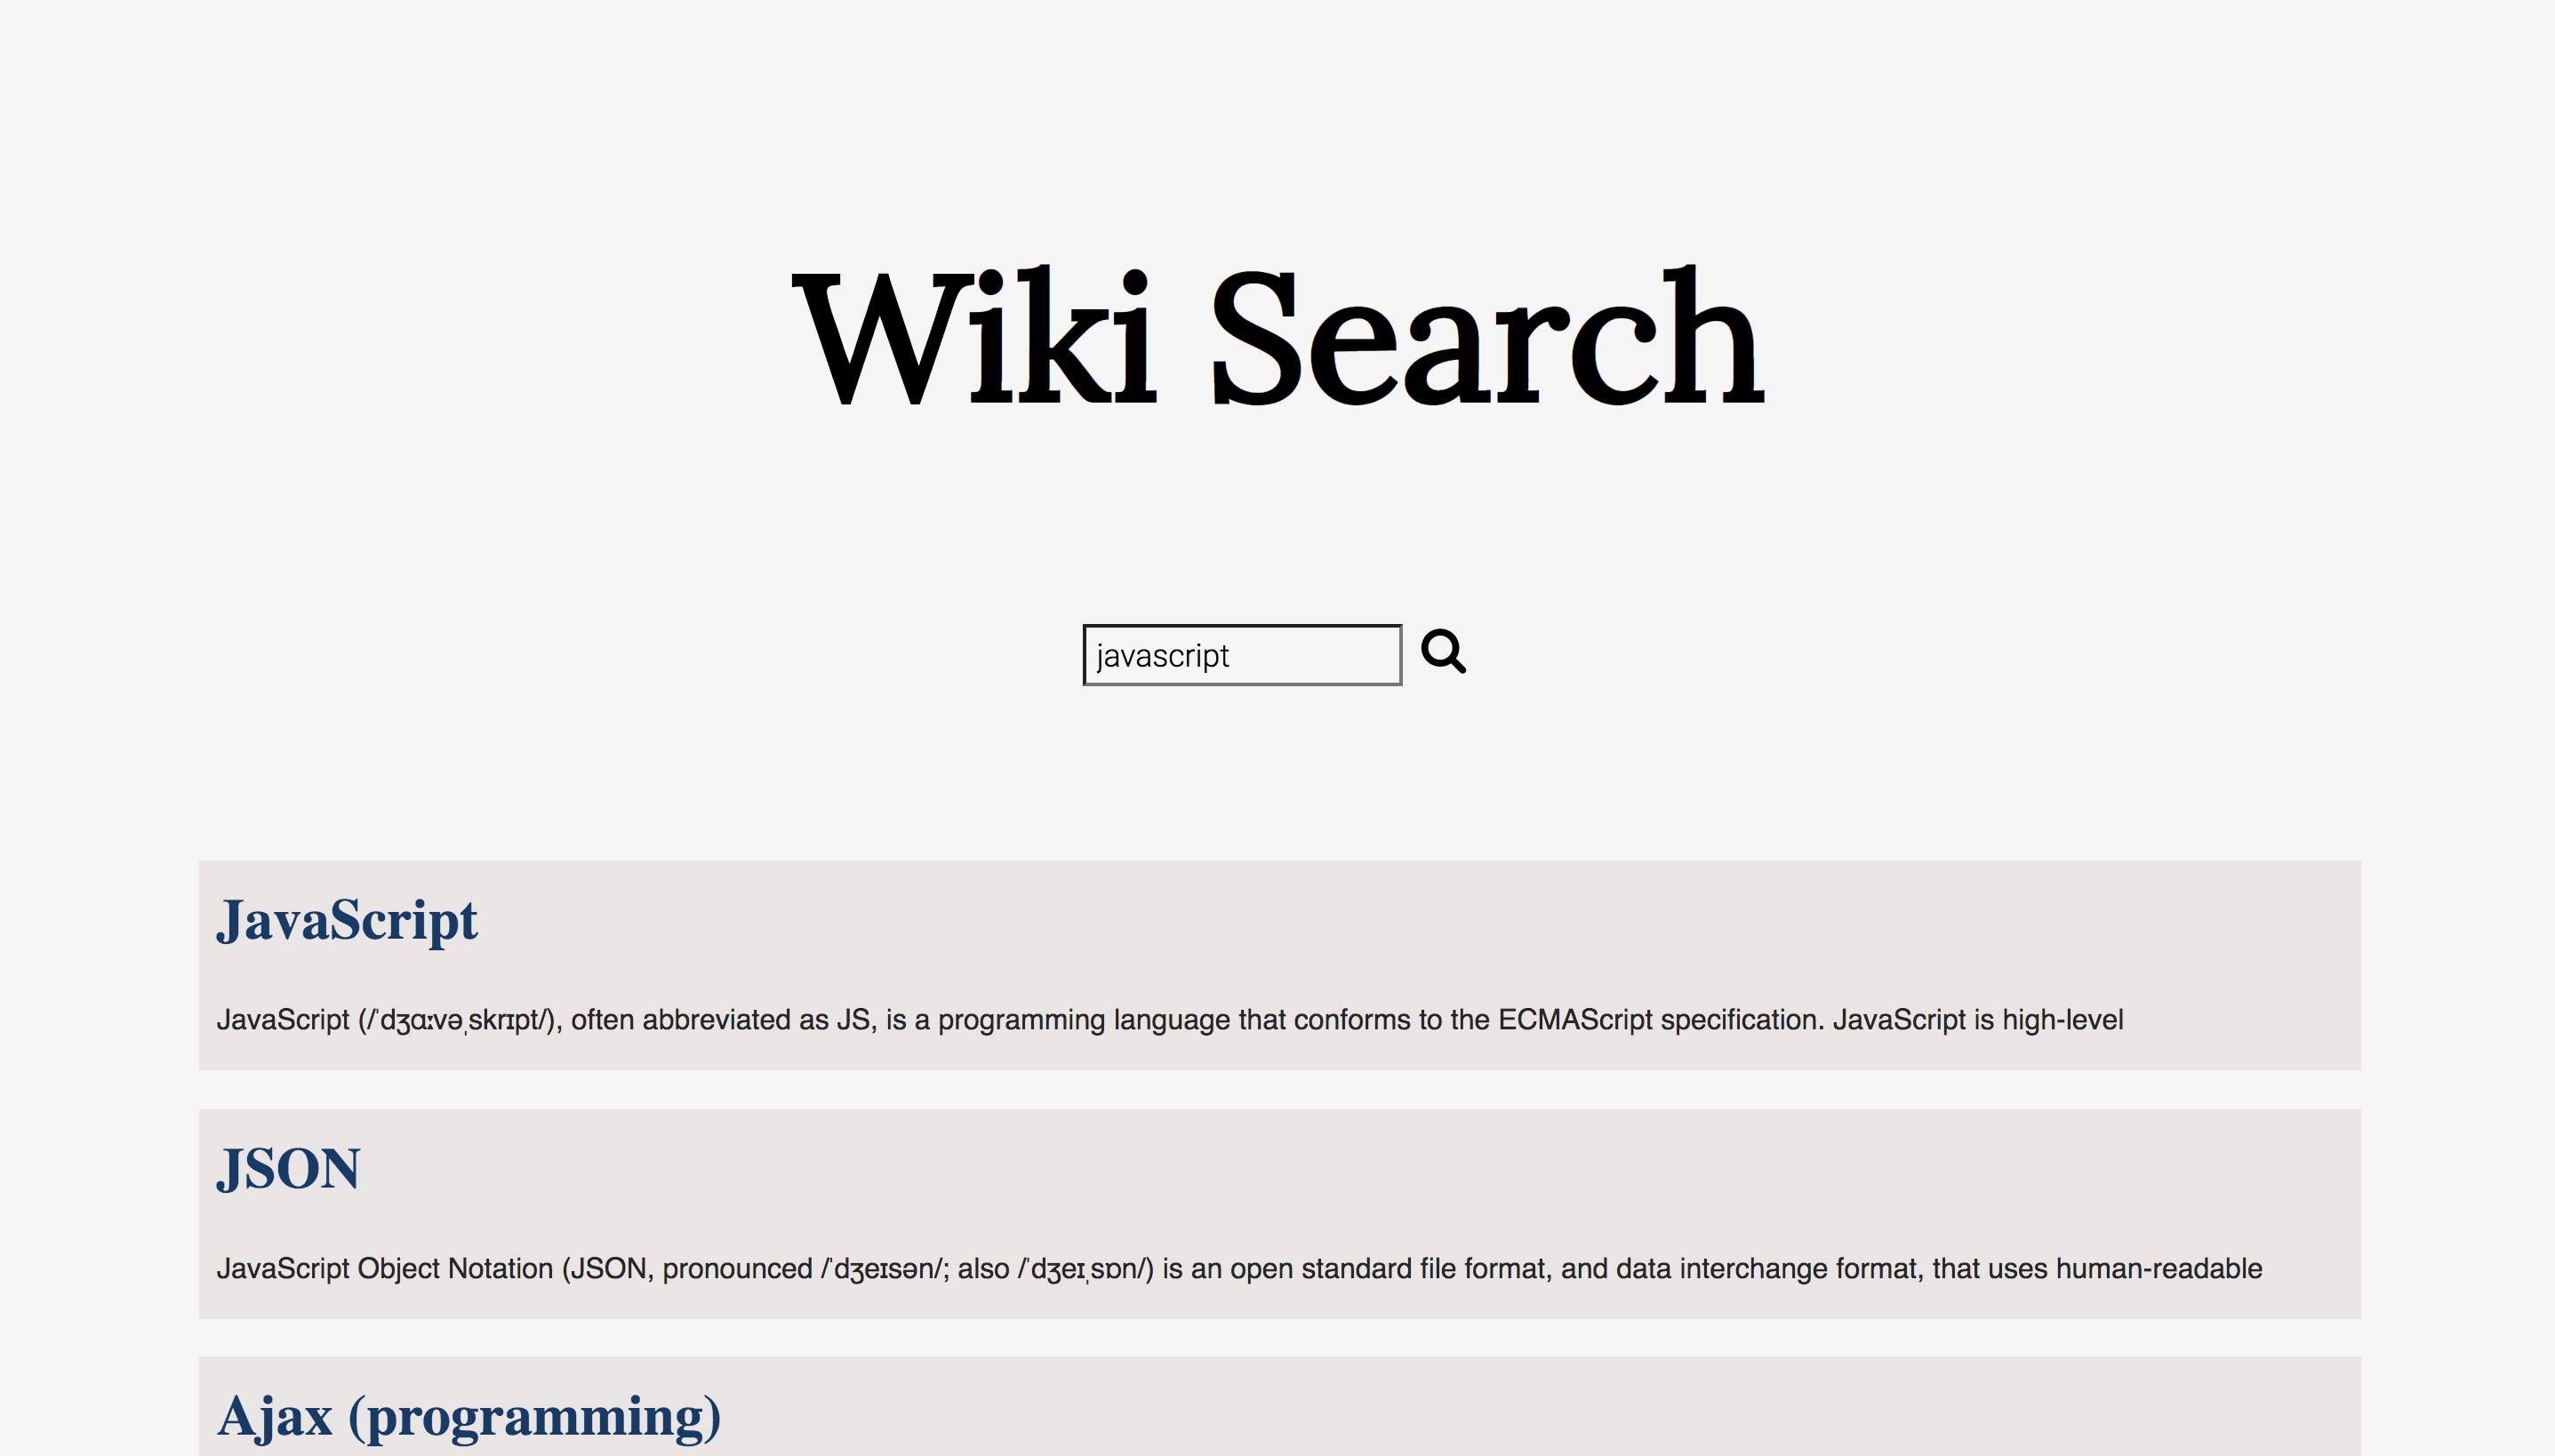 Wiki Search
javascript
JavaScript
JavaScript (/ˈdʒɑːvəˌskrɪpt/), often abbreviated as JS, is a programming language that conforms to the ECMAScript specification. JavaScript is high-level
JSON
JavaScript Object Notation (JSON, pronounced /ˈdʒeɪsən/; also /ˈdʒeɪˌsɒn/) is an open standard file format, and data interchange format, that uses human-readable
Ajax (programming)